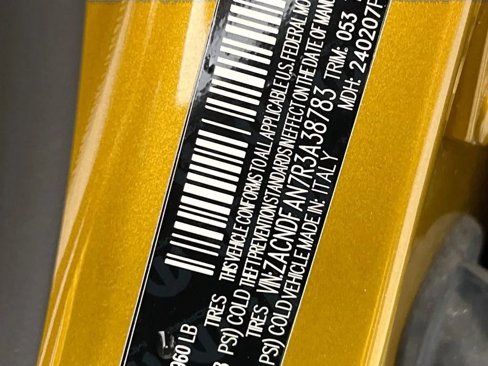 960 LB
TIRES
PSI) COLD
TIRES
PSI) COLD
THIS VEHICLE CONFORMS TO ALL APPLICABLE U.S. FEDERAL MO
THEFT PREVENTION STANDARDS IN EFFECT ON THE DATE OF MANU
VIN: ZACNDFAN7R3A38783 TRIM: 053
VEHICLE MADE IN: ITALY MDH: 240207